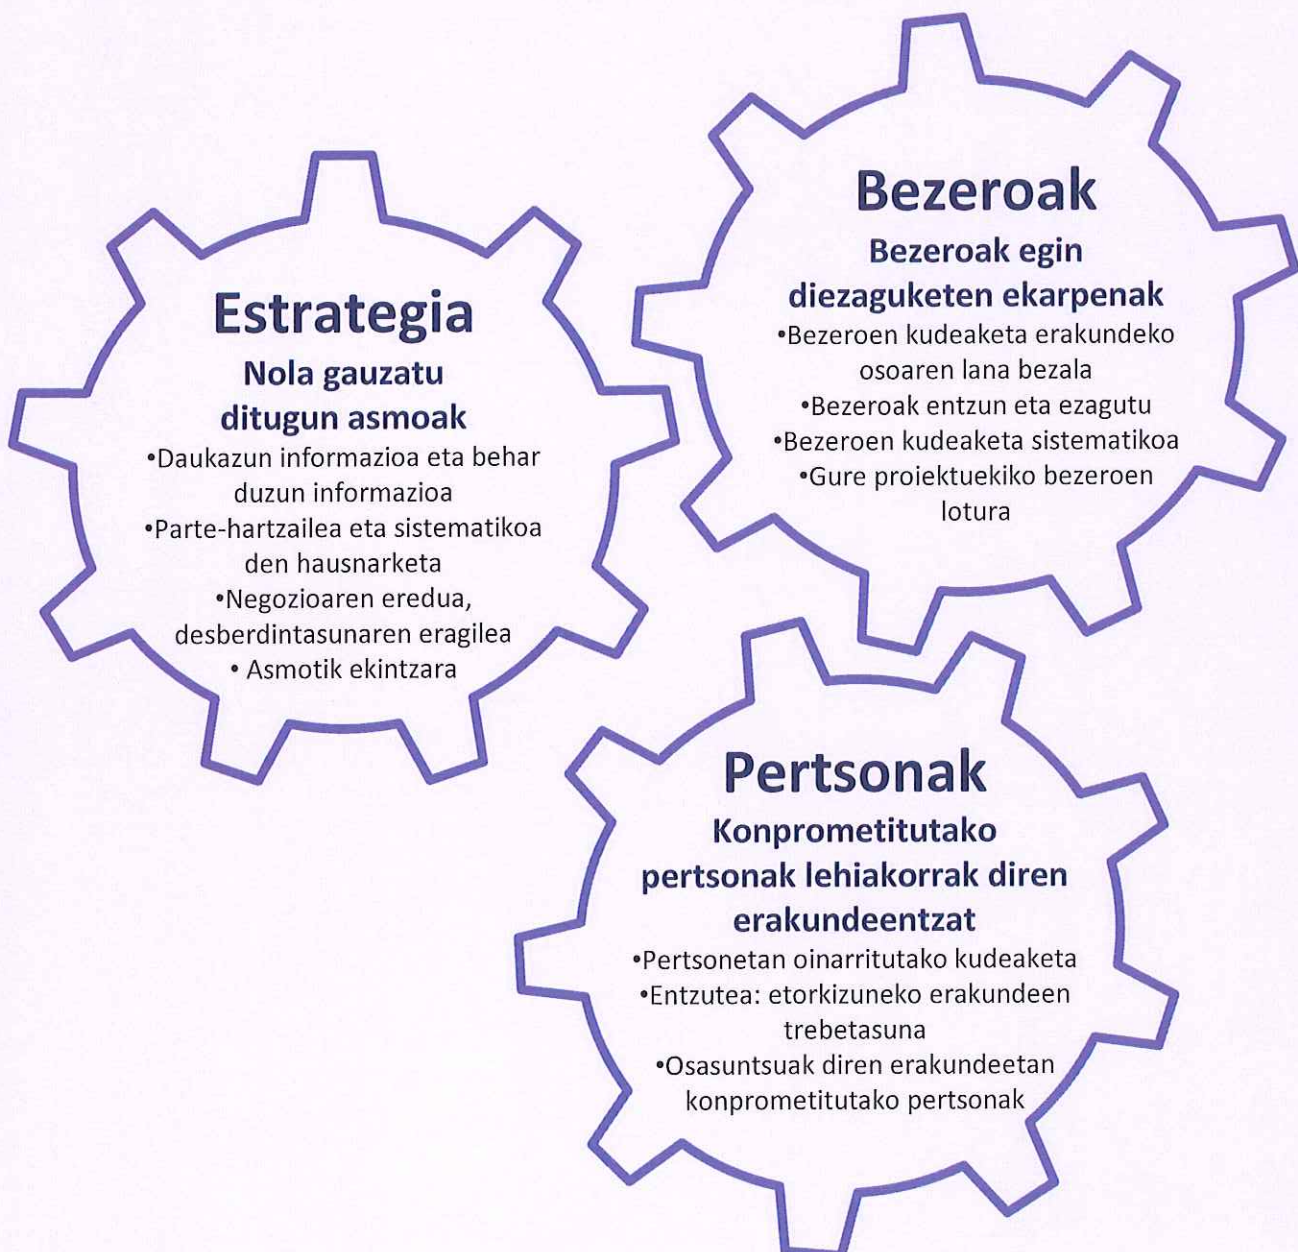 Estrategia
Nola gauzatu
ditugun asmoak
•Daukazun informazioa eta behar
duzun informazioa
•Parte-hartzailea eta sistematikoa
den hausnarketa
•Negozioaren eredua,
desberdintasunaren eragilea
• Asmotik ekintzara
Bezeroak
Bezeroak egin
diezaguketen ekarpenak
•Bezeroen kudeaketa erakundeko
osoaren lana bezala
•Bezeroak entzun eta ezagutu
•Bezeroen kudeaketa sistematikoa
•Gure proiektuekiko bezeroen
lotura
Pertsonak
Konprometitutako
pertsonak lehiakorrak diren
erakundeentzat
•Pertsonetan oinarritutako kudeaketa
•Entzutea: etorkizuneko erakundeen
trebetasuna
•Osasuntsuak diren erakundeetan
konprometitutako pertsonak